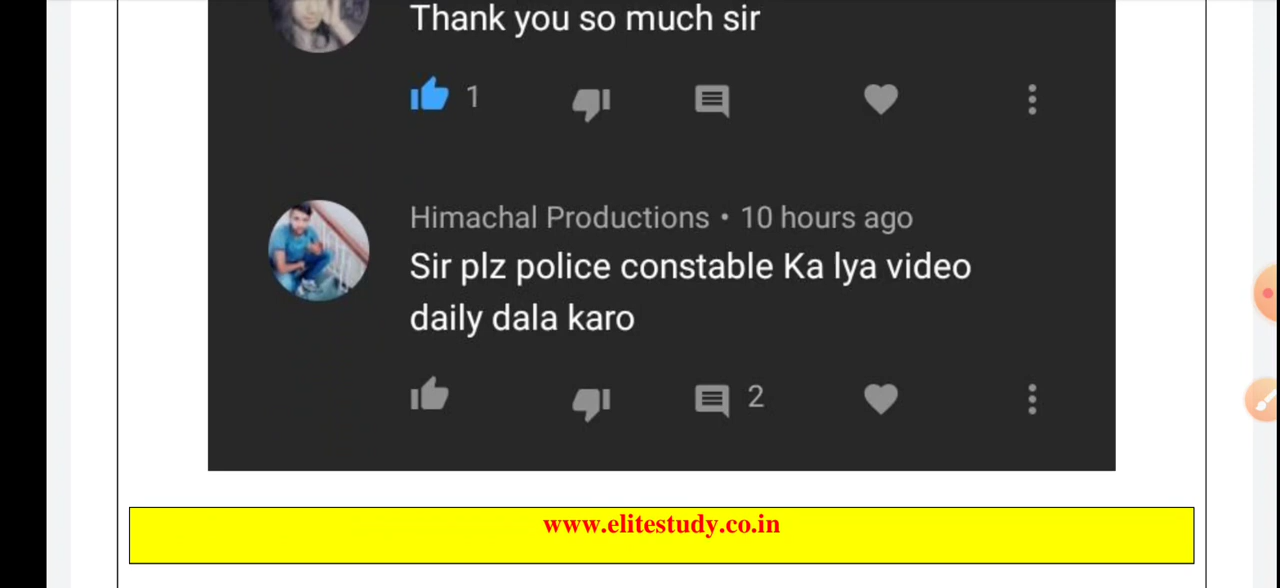 Thank you so much sir
1
Himachal Productions • 10 hours ago
Sir plz police constable Ka lya video
daily dala karo
2
www.elitestudy.co.in